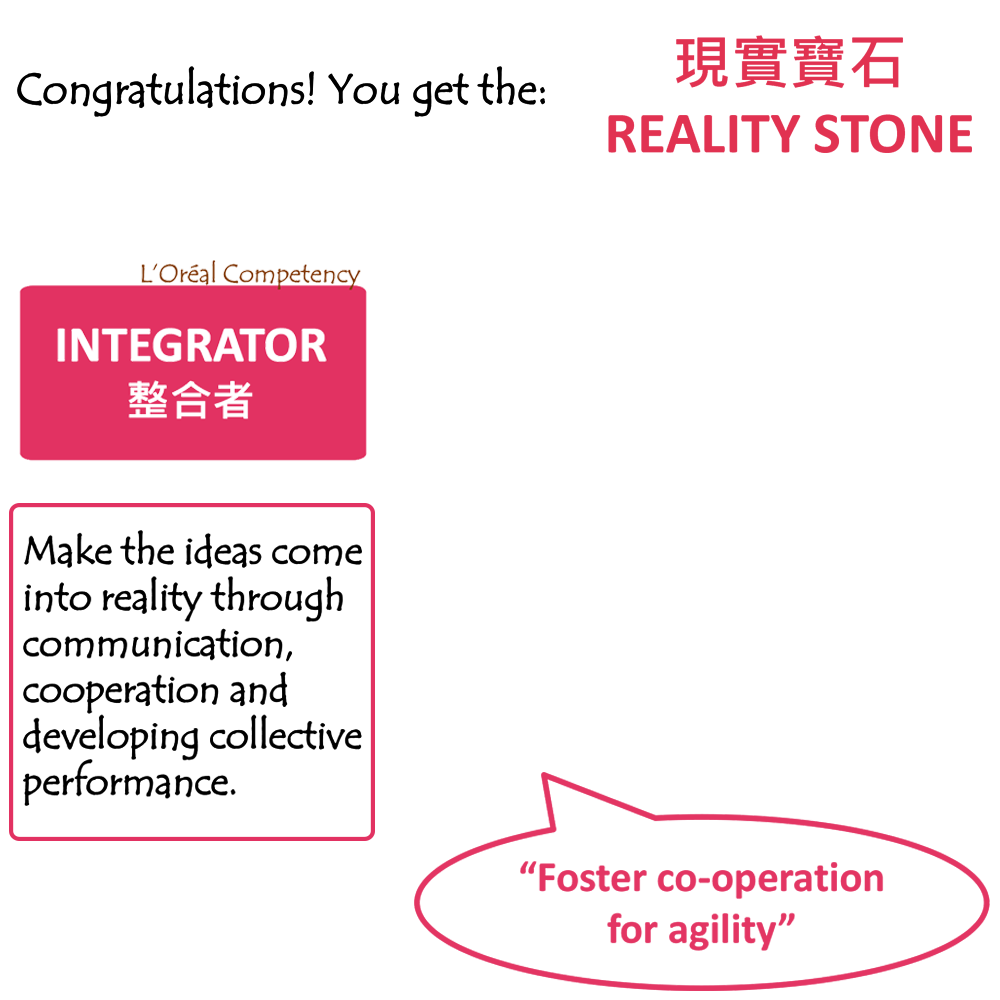 Congratulations! You get the:
現實寶石
REALITY STONE
L’Oréal Competency
INTEGRATOR
整合者
Make the ideas come
into reality through
communication,
cooperation and
developing collective
performance.
“Foster co-operation
for agility”